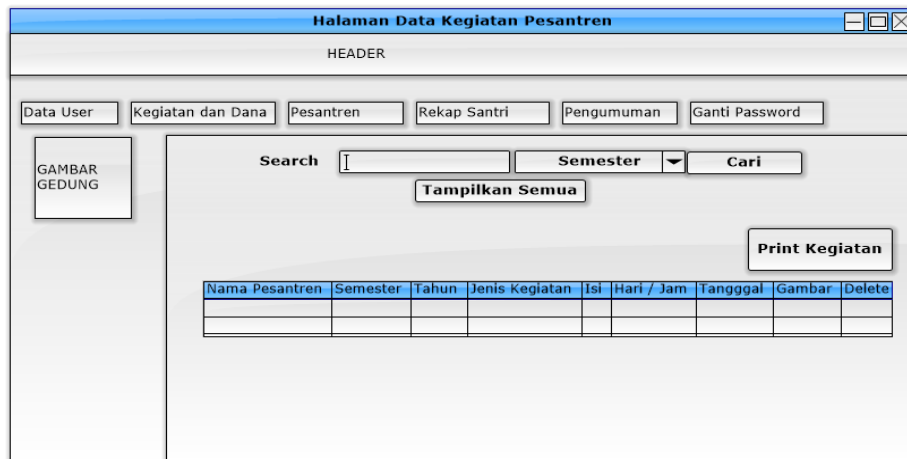 Halaman Data Kegiatan Pesantren
HEADER
Data User Kegiatan dan Dana Pesantren Rekap Santri Pengumuman Ganti Password
GAMBAR
GEDUNG
Search Semester Cari
Tampilkan Semua
Print Kegiatan
Nama Pesantren Semester Tahun Jenis Kegiatan Isi Hari / Jam Tangggal Gambar Delete